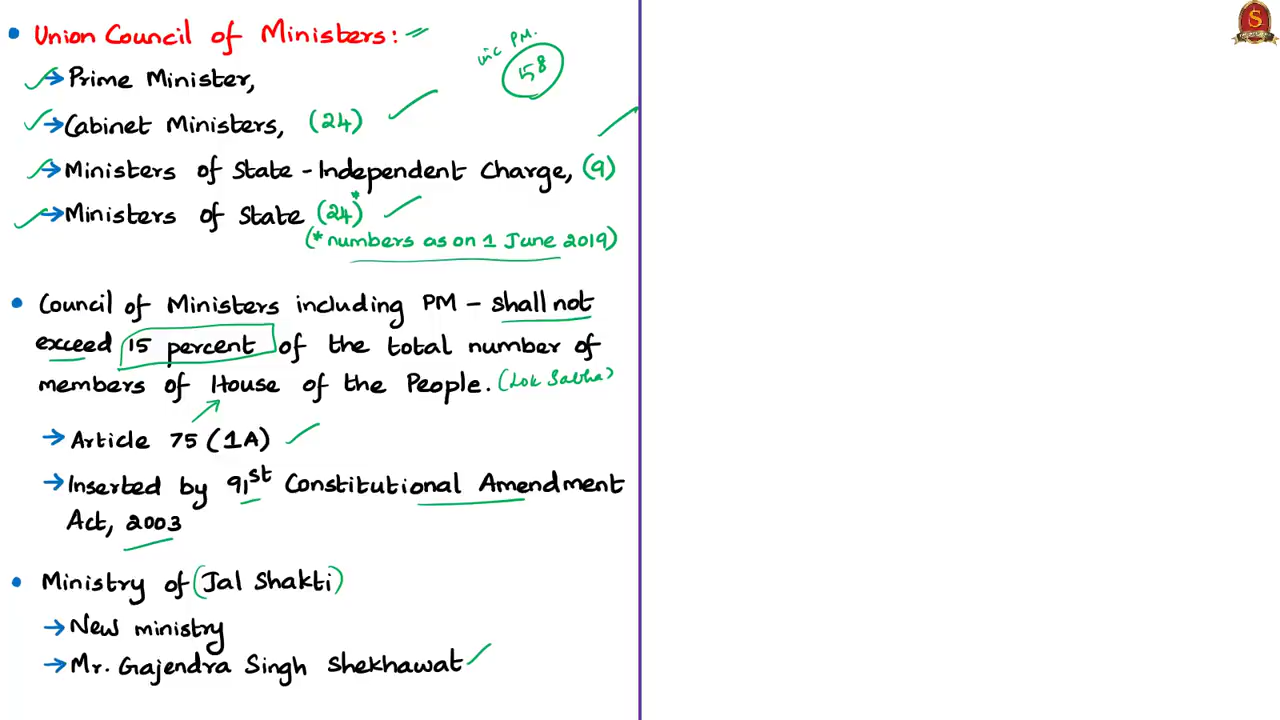 Union Council of Ministers:
inc PM.
58
Prime Minister,
Cabinet Ministers, (24)
Ministers of State - Independent Charge, (9)
Ministers of State (24)*
(* numbers as on 1 June 2019)
Council of Ministers including PM - shall not
exceed 15 percent of the total number of
members of House of the People. (Lok Sabha)
Article 75 (1A)
Inserted by 91st Constitutional Amendment
Act, 2003
Ministry of (Jal Shakti)
New ministry
Mr. Gajendra Singh Shekhawat
S